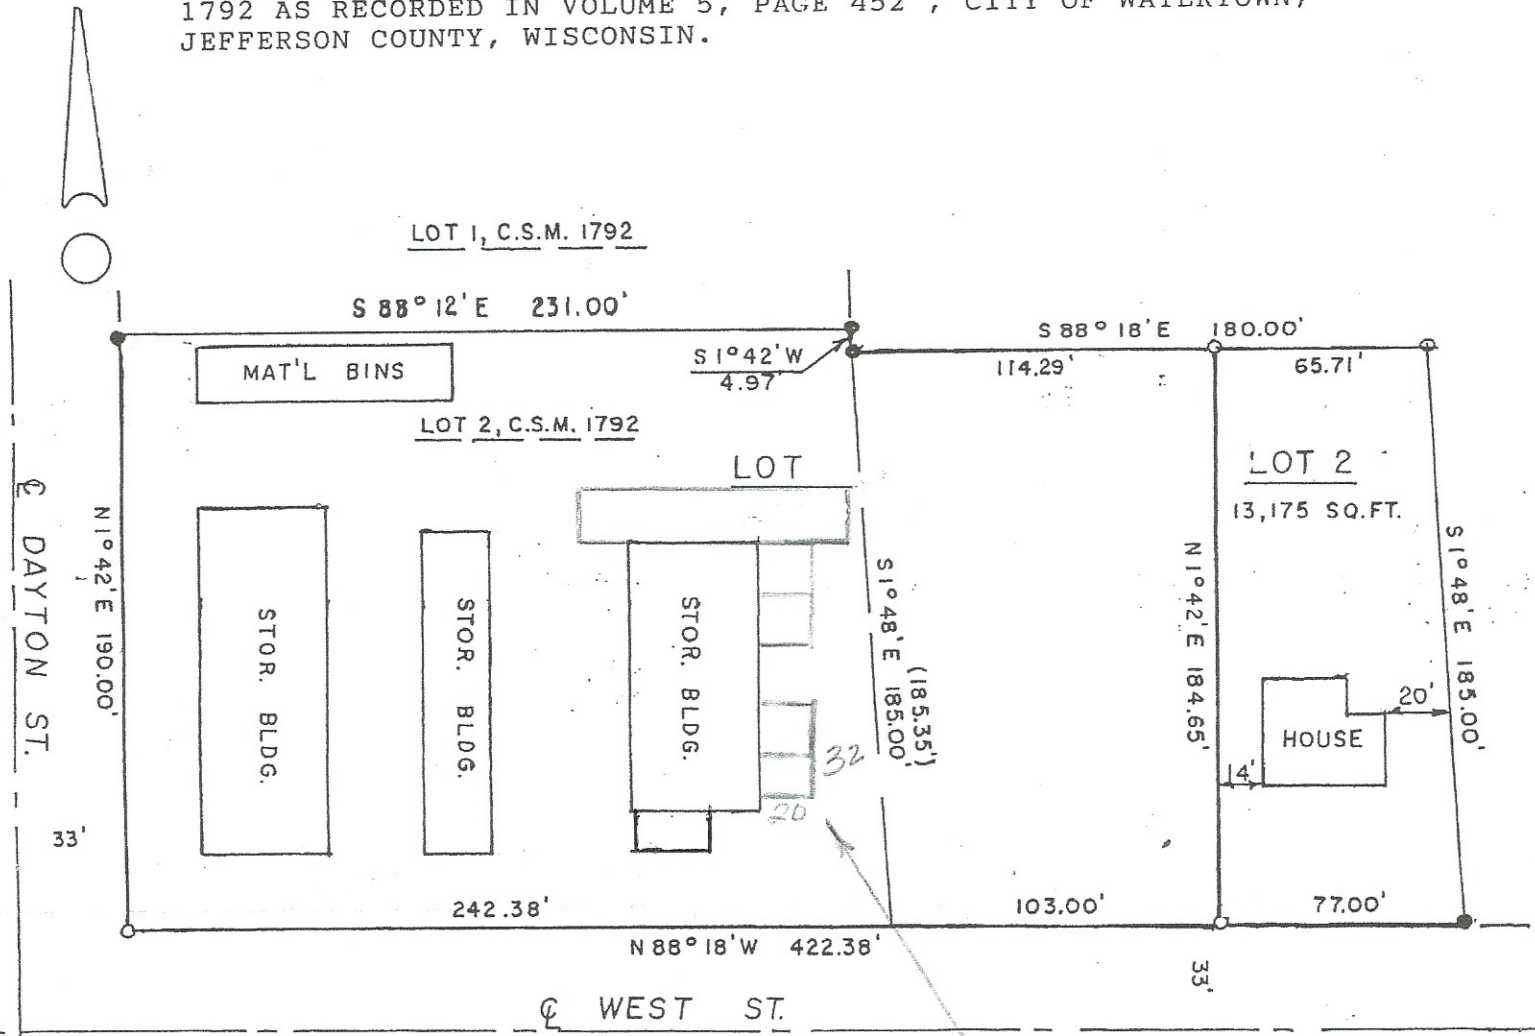 1792 AS RECORDED IN VOLUME 5, PAGE 452 , CITY OF WATERTOWN,
JEFFERSON COUNTY, WISCONSIN.
LOT 1, C.S.M. 1792
S 88° 12' E 231.00'
S 88° 18' E 180.00'
MAT'L BINS
S 1° 42' W
4.97'
114.29'
65.71'
LOT 2, C.S.M. 1792
LOT
LOT 2
13,175 SQ.FT.
℄ DAYTON ST.
N 1° 42' E 190.00'
STOR. BLDG.
STOR. BLDG.
STOR. BLDG.
S 1° 48' E 185.00'
(185.35')
N 1° 42' E 184.65'
S 1° 48' E 185.00'
20'
HOUSE
14'
32
20
33'
242.38'
103.00'
77.00'
N 88° 18' W 422.38'
33'
℄ WEST ST.